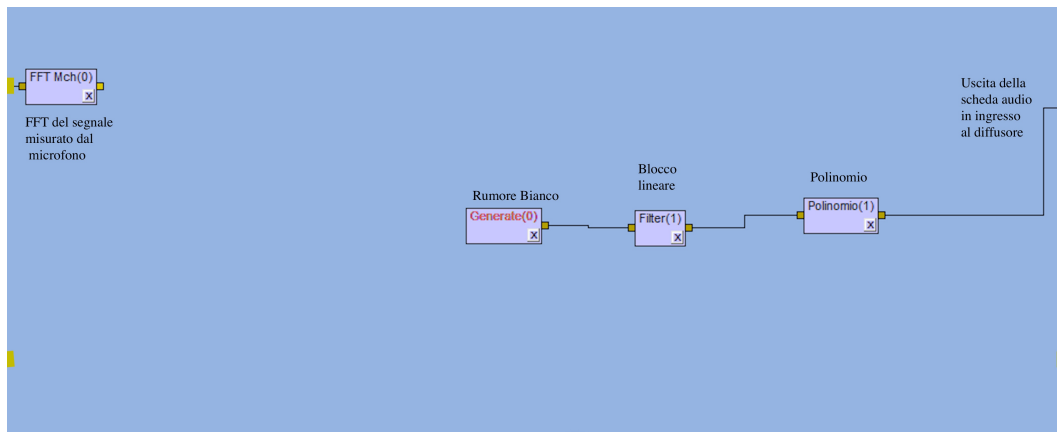 FFT Mch(0)
x
FFT del segnale
misurato dal
microfono
Rumore Bianco
Generate(0)
x
Blocco
lineare
Filter(1)
x
Polinomio
Polinomio(1)
x
Uscita della
scheda audio
in ingresso
al diffusore